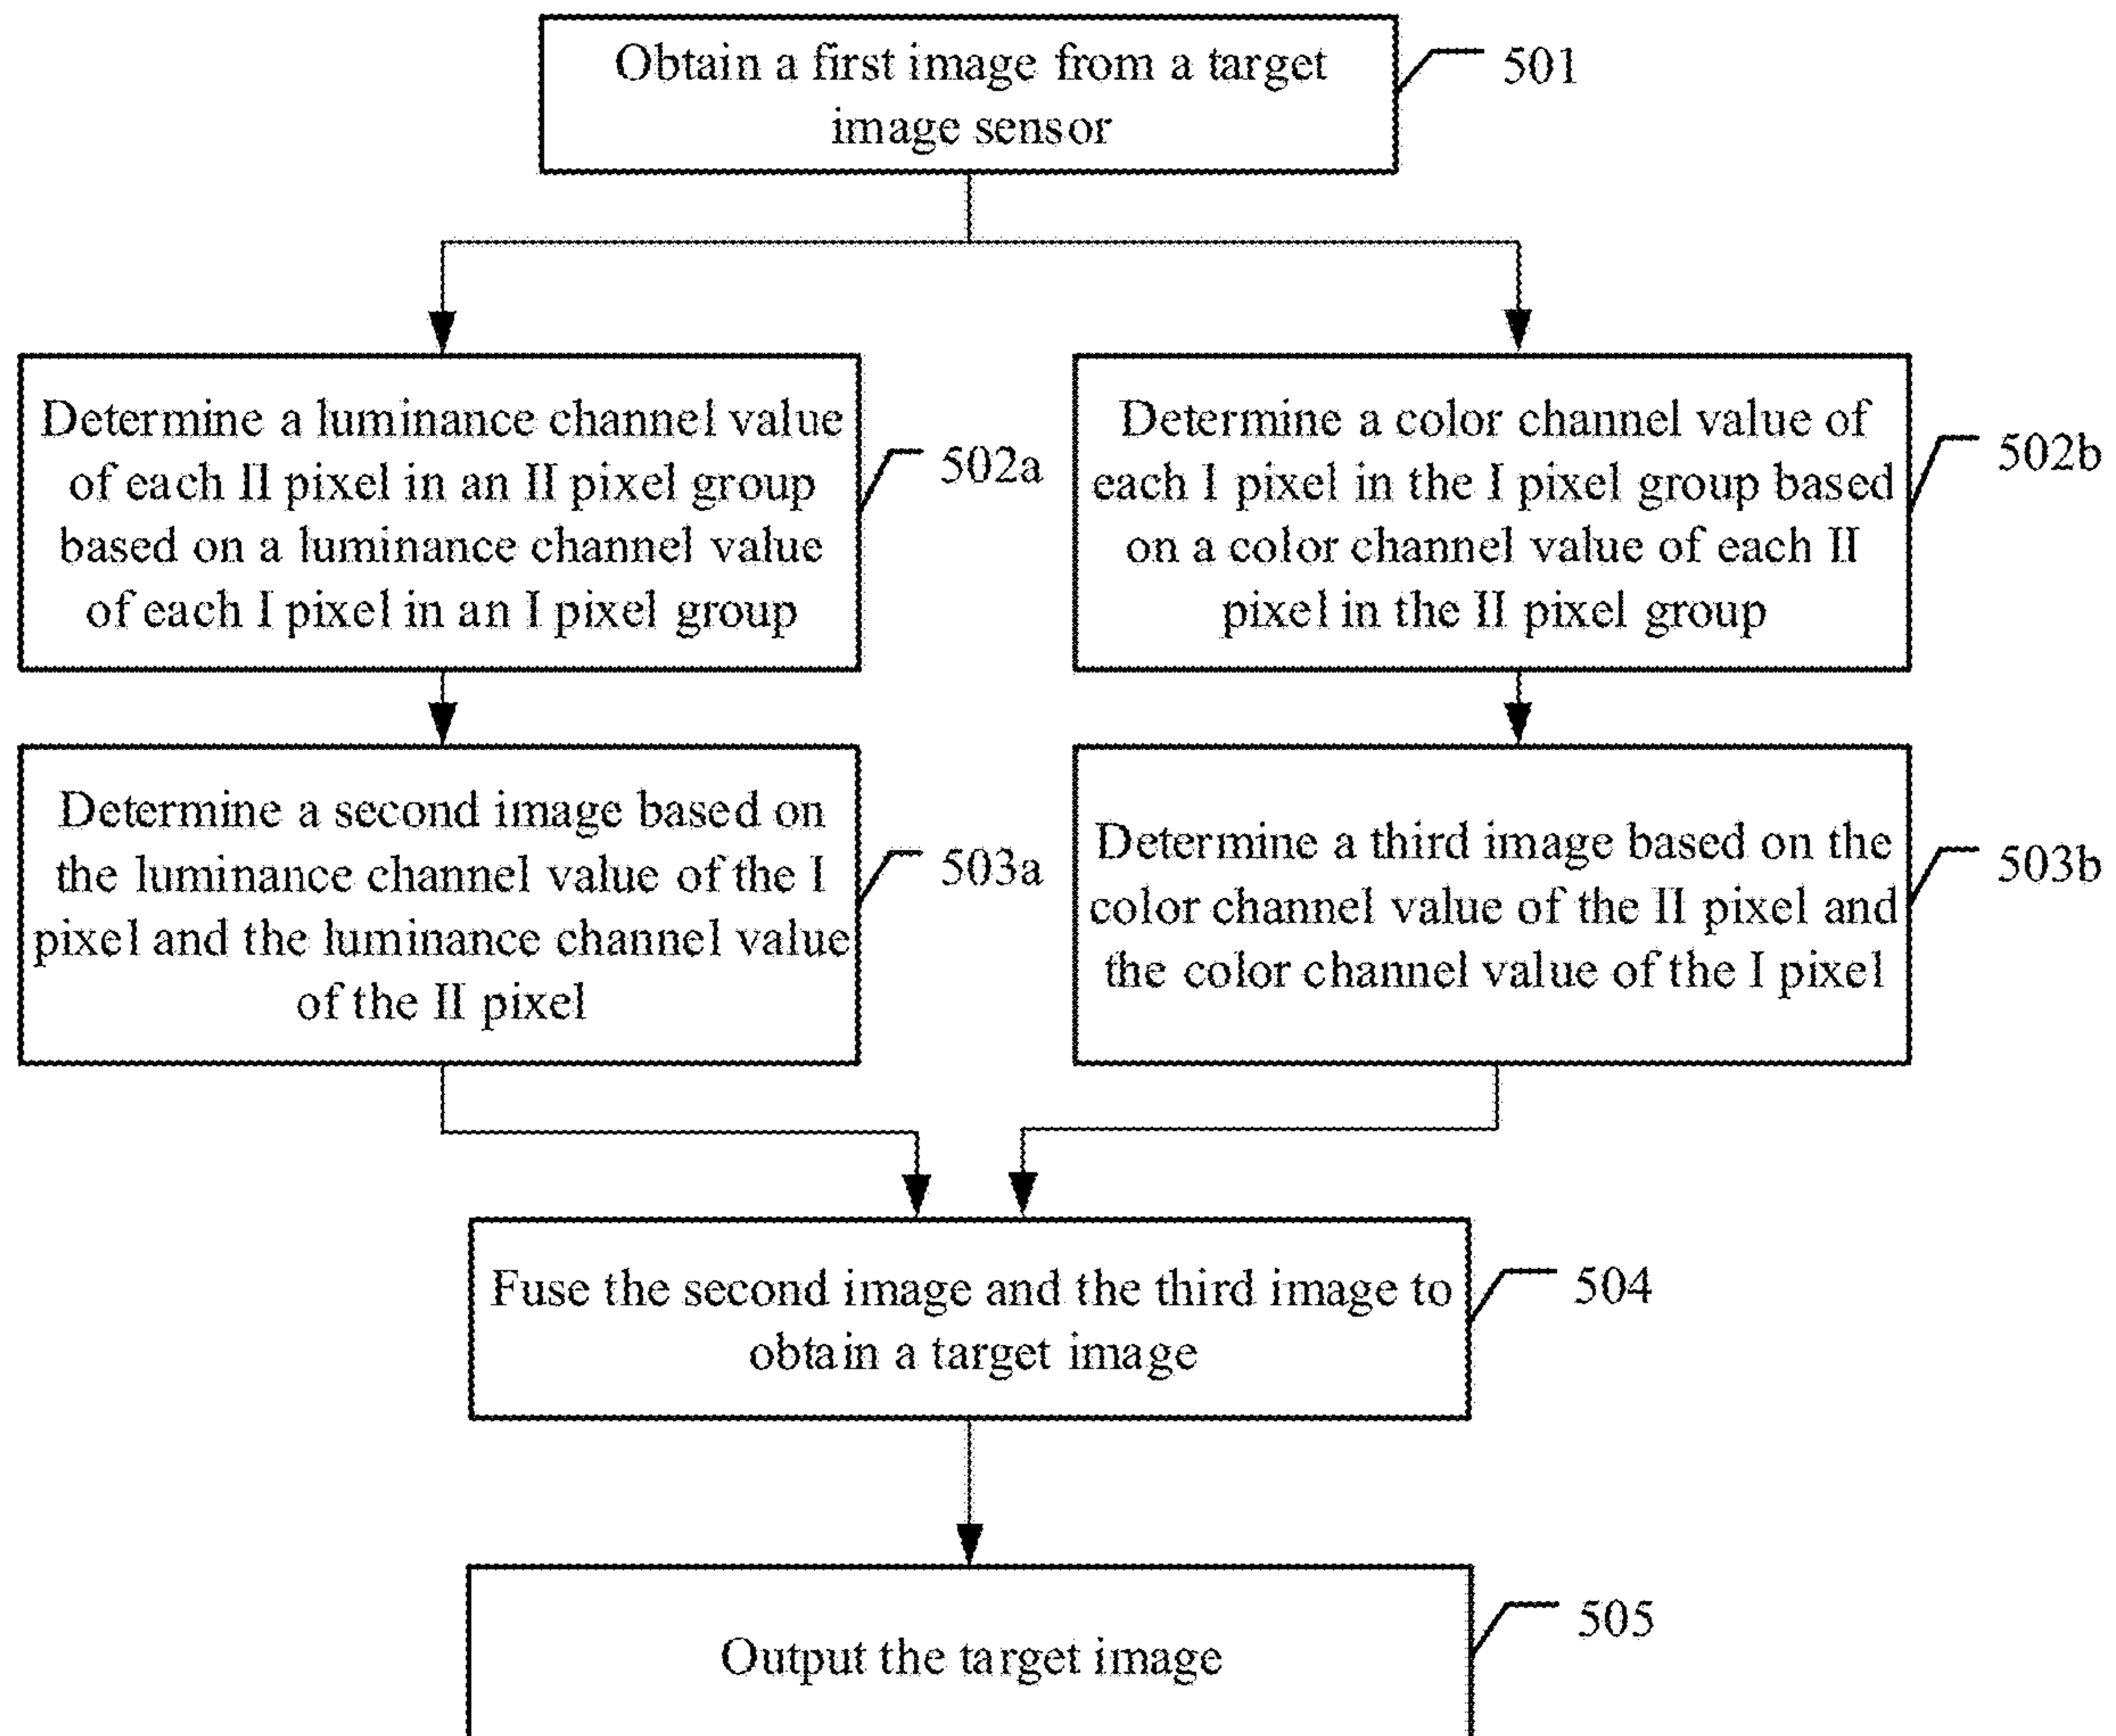 Obtain a first image from a target
image sensor
501
Determine a luminance channel value
of each II pixel in an II pixel group
based on a luminance channel value
of each I pixel in an I pixel group
502a
Determine a color channel value of
each I pixel in the I pixel group based
on a color channel value of each II
pixel in the II pixel group
502b
Determine a second image based on
the luminance channel value of the I
pixel and the luminance channel value
of the II pixel
503a
Determine a third image based on the
color channel value of the II pixel and
the color channel value of the I pixel
503b
Fuse the second image and the third image to
obtain a target image
504
Output the target image
505